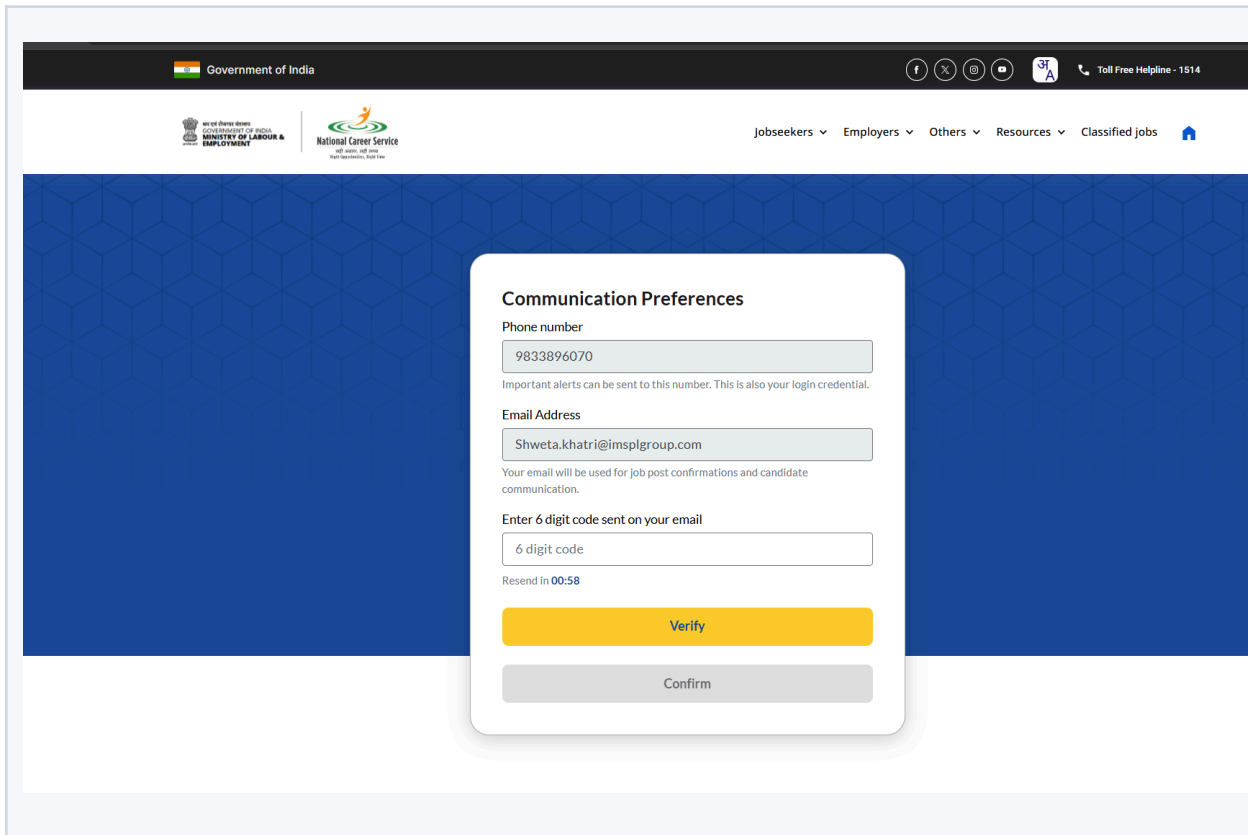 Government of India
अ
A
Toll Free Helpline - 1514
GOVERNMENT OF INDIA
MINISTRY OF LABOUR &
EMPLOYMENT
National Career Service
Jobseekers
Employers
Others
Resources
Classified jobs
Communication Preferences
Phone number
9833896070
Important alerts can be sent to this number. This is also your login credential.
Email Address
Shweta.khatri@imsplgroup.com
Your email will be used for job post confirmations and candidate
communication.
Enter 6 digit code sent on your email
6 digit code
Resend in 00:58
Verify
Confirm